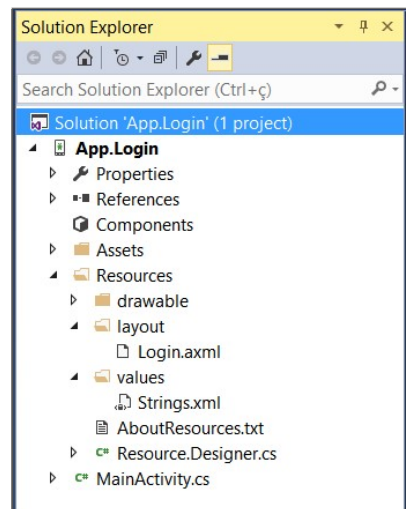 Solution Explorer
Search Solution Explorer (Ctrl+ç)
Solution 'App.Login' (1 project)
App.Login
Properties
References
Components
Assets
Resources
drawable
layout
Login.axml
values
Strings.xml
AboutResources.txt
C# Resource.Designer.cs
C# MainActivity.cs